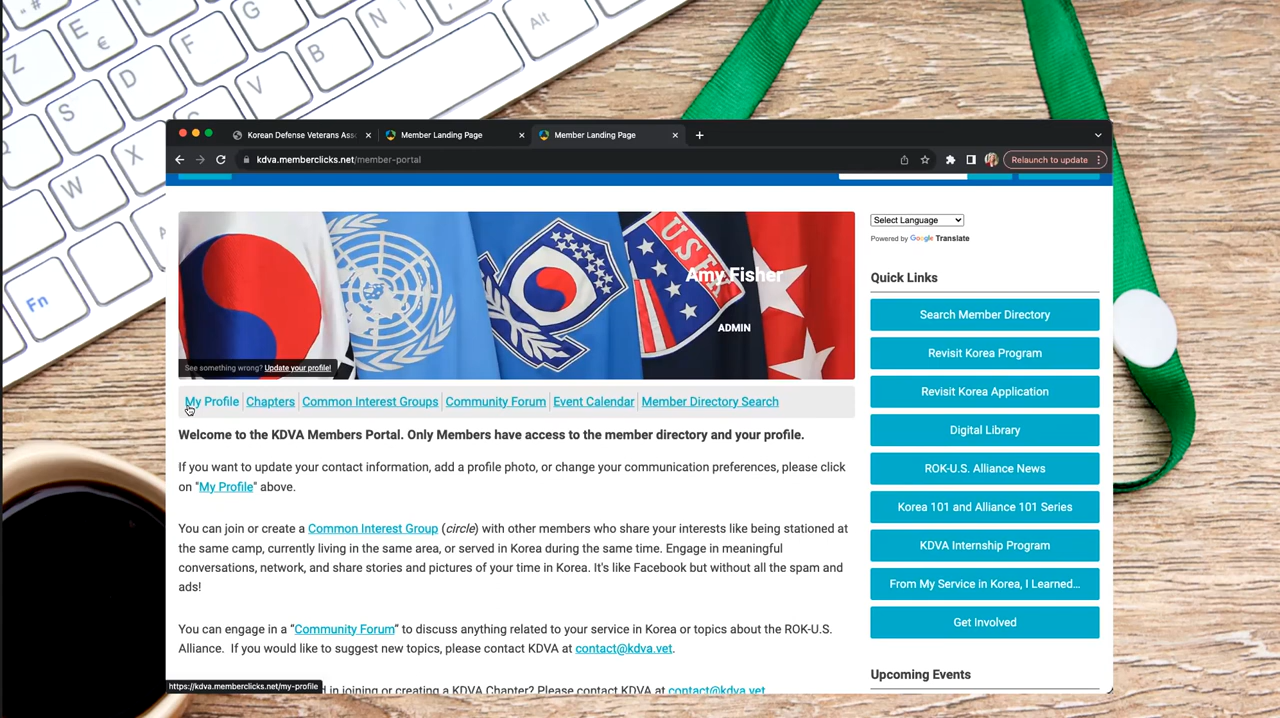 E
€
N
Alt
Z
F
G
B
D
V
S
X
W
Fn
Korean Defense Veterans Asso
Member Landing Page
Member Landing Page
kdva.memberclicks.net/member-portal
Relaunch to update
USFK
Amy Fisher
ADMIN
See something wrong? Update your profile!
Select Language
Powered by Google Translate
My Profile Chapters Common Interest Groups Community Forum Event Calendar Member Directory Search
Welcome to the KDVA Members Portal. Only Members have access to the member directory and your profile.
If you want to update your contact information, add a profile photo, or change your communication preferences, please click
on "My Profile" above.
You can join or create a Common Interest Group (circle) with other members who share your interests like being stationed at
the same camp, currently living in the same area, or served in Korea during the same time. Engage in meaningful
conversations, network, and share stories and pictures of your time in Korea. It's like Facebook but without all the spam and
ads!
You can engage in a “Community Forum“ to discuss anything related to your service in Korea or topics about the ROK-U.S.
Alliance. If you would like to suggest new topics, please contact KDVA at contact@kdva.vet.
in joining or creating a KDVA Chapter? Please contact KDVA at contact@kdva.vet
https://kdva.memberclicks.net/my-profile
Quick Links
Search Member Directory
Revisit Korea Program
Revisit Korea Application
Digital Library
ROK-U.S. Alliance News
Korea 101 and Alliance 101 Series
KDVA Internship Program
From My Service in Korea, I Learned...
Get Involved
Upcoming Events